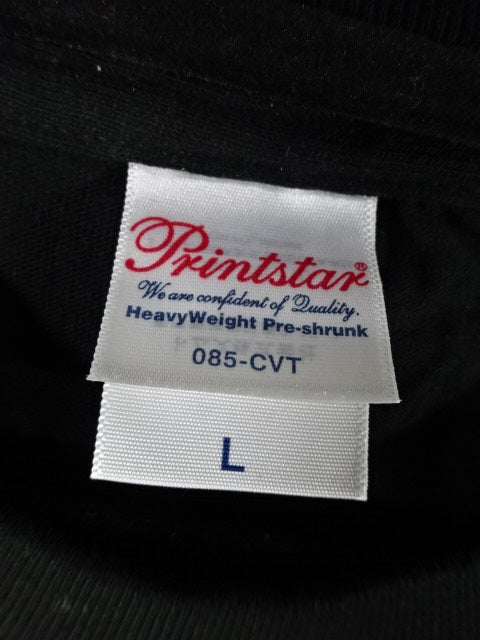 Printstar®
We are confident of Quality.
HeavyWeight Pre-shrunk
085-CVT
L